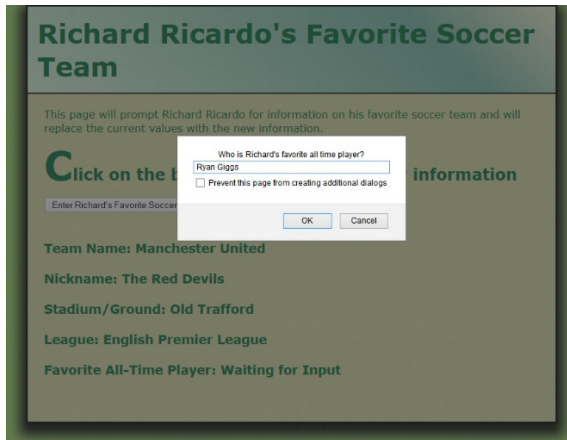 Richard Ricardo's Favorite Soccer
Team
This page will prompt Richard Ricardo for information on his favorite soccer team and will
replace the current values with the new information.
Who is Richard's favorite all time player?
Ryan Giggs
Prevent this page from creating additional dialogs
Click on the b
r information
Enter Richard's Favorite Soccer
OK Cancel
Team Name: Manchester United
Nickname: The Red Devils
Stadium/Ground: Old Trafford
League: English Premier League
Favorite All-Time Player: Waiting for Input